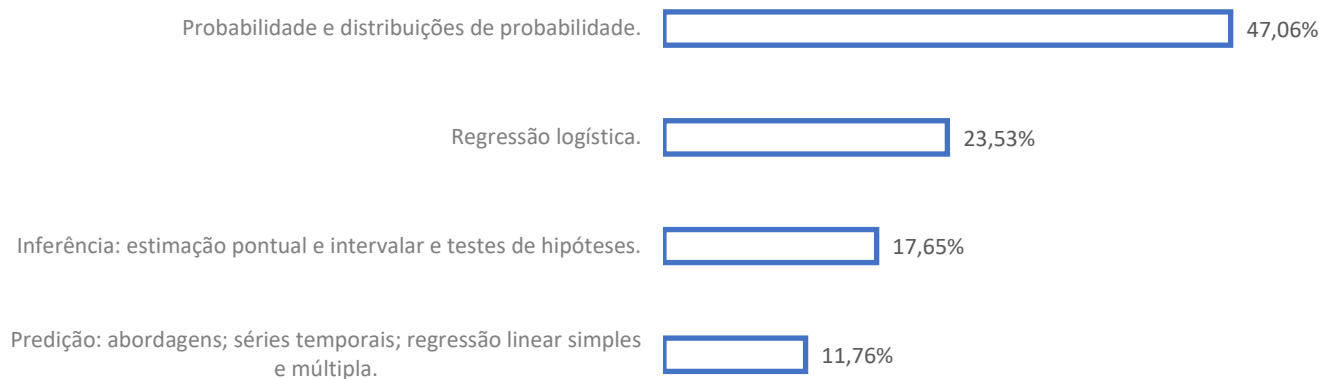 Probabilidade e distribuições de probabilidade.
47,06%
Regressão logística.
23,53%
Inferência: estimação pontual e intervalar e testes de hipóteses.
17,65%
Predição: abordagens; séries temporais; regressão linear simples
e múltipla.
11,76%